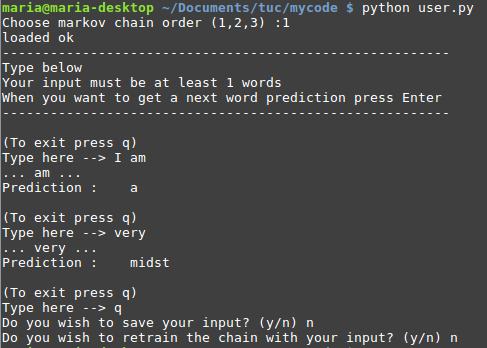 maria@maria-desktop ~/Documents/tuc/mycode $ python user.py
Choose markov chain order (1,2,3) :1
loaded ok
----------------------------------------------------------
Type below
Your input must be at least 1 words
When you want to get a next word prediction press Enter
----------------------------------------------------------
(To exit press q)
Type here --> I am
... am ...
Prediction :    a
(To exit press q)
Type here --> very
... very ...
Prediction :    midst
(To exit press q)
Type here --> q
Do you wish to save your input? (y/n) n
Do you wish to retrain the chain with your input? (y/n) n